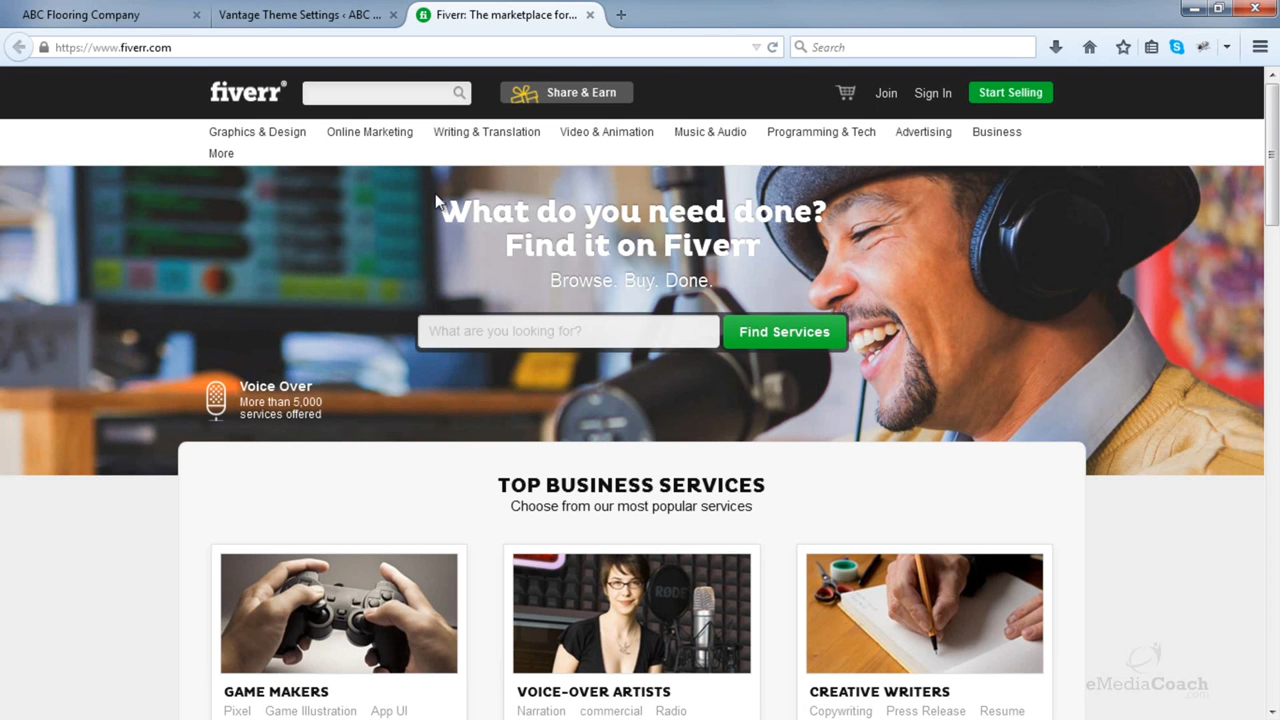 ABC Flooring Company
Vantage Theme Settings ‹ ABC ...
fi
Fiverr: The marketplace for...
https://www.fiverr.com
Search
fiverr®
Share & Earn
Join
Sign In
Start Selling
Graphics & Design
Online Marketing
Writing & Translation
Video & Animation
Music & Audio
Programming & Tech
Advertising
Business
More
What do you need done?
Find it on Fiverr
Browse. Buy. Done.
What are you looking for?
Find Services
Voice Over
More than 5,000
services offered
TOP BUSINESS SERVICES
Choose from our most popular services
RØDE
GAME MAKERS
Pixel Game Illustration App UI
VOICE-OVER ARTISTS
Narration commercial Radio
CREATIVE WRITERS
Copywriting Press Release Resume
eMediaCoach
.com